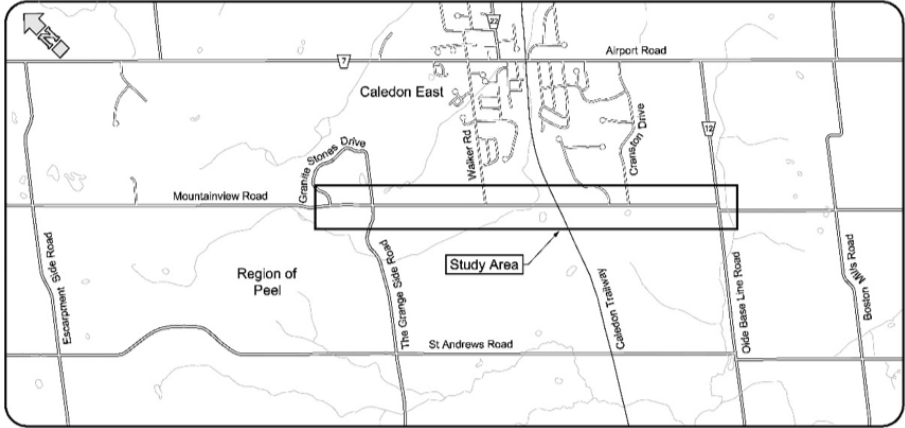 N
22
Airport Road
7
Caledon East
12
Walker Rd
Cranston Drive
Granite Stones Drive
Mountainview Road
Escarpment Side Road
Region of
Peel
The Grange Side Road
Study Area
Caledon Trailway
Olde Base Line Road
Boston Mills Road
St Andrews Road